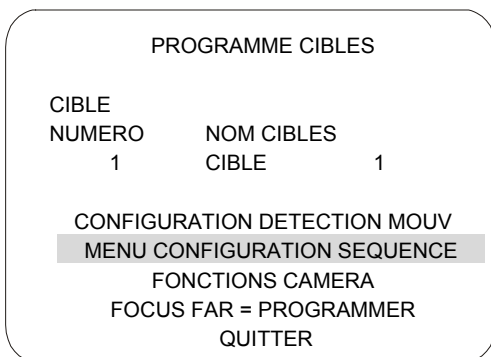 PROGRAMME CIBLES
CIBLE
NUMERO NOM CIBLES
1 CIBLE 1
CONFIGURATION DETECTION MOUV
MENU CONFIGURATION SEQUENCE
FONCTIONS CAMERA
FOCUS FAR = PROGRAMMER
QUITTER